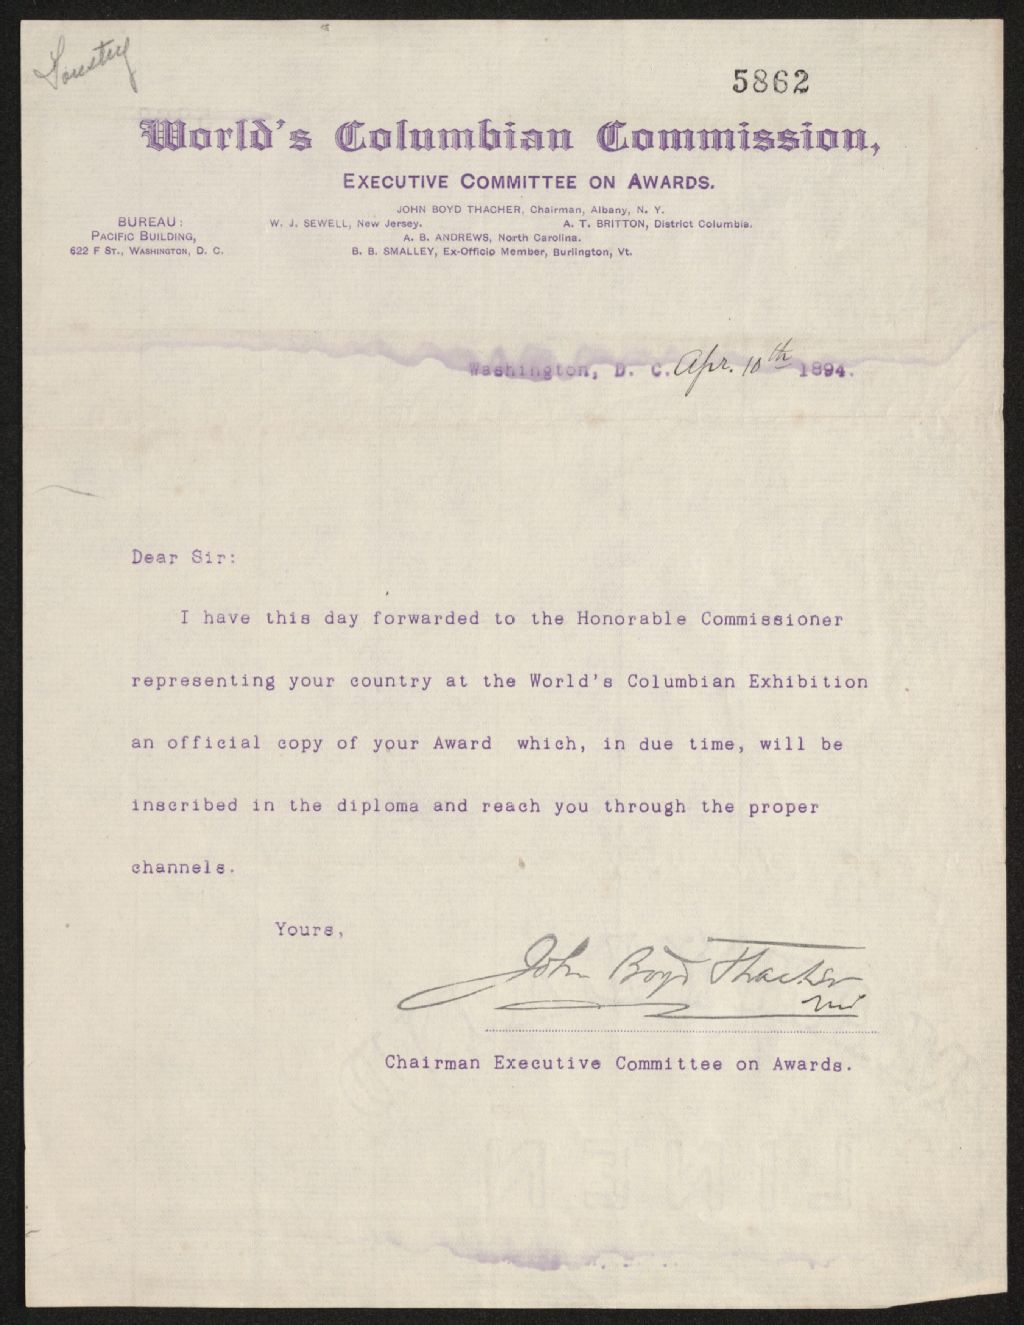 5862
World's Columbian Commission,
EXECUTIVE COMMITTEE ON AWARDS.
JOHN BOYD THACHER, Chairman, Albany, N. Y.
BUREAU:
PACIFIC BUILDING,
622 F ST., WASHINGTON, D. C.
W. J. SEWELL, New Jersey. A. T. BRITTON, District Columbia.
A. B. ANDREWS, North Carolina.
B. B. SMALLEY, Ex-Officio Member, Burlington, Vt.
Washington, D. C. Apr. 10th 1894.
Dear Sir:
I have this day forwarded to the Honorable Commissioner
representing your country at the World's Columbian Exhibition
an official copy of your Award which, in due time, will be
inscribed in the diploma and reach you through the proper
channels.
Yours,
John Boyd Thacher
Chairman Executive Committee on Awards.
LINEN